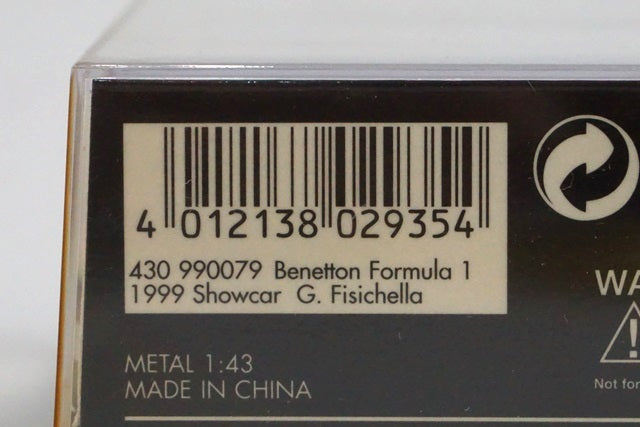 4 012138 029354
430 990079 Benetton Formula 1
1999 Showcar G. Fisichella
METAL 1:43
MADE IN CHINA
WA
Not for